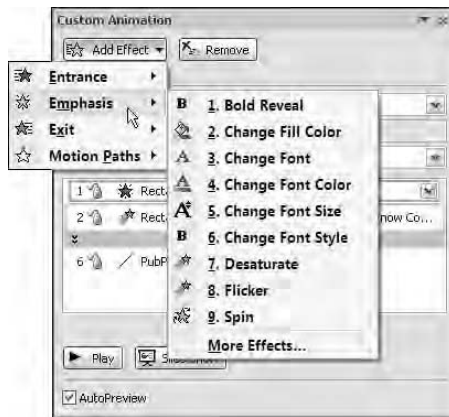 Custom Animation
Add Effect Remove
Entrance
Emphasis
Exit
Motion Paths
1. Bold Reveal
2. Change Fill Color
3. Change Font
4. Change Font Color
5. Change Font Size
6. Change Font Style
7. Desaturate
8. Flicker
9. Spin
More Effects...
1 Rect
2 Rect now Co...
6 PubP
Play
AutoPreview